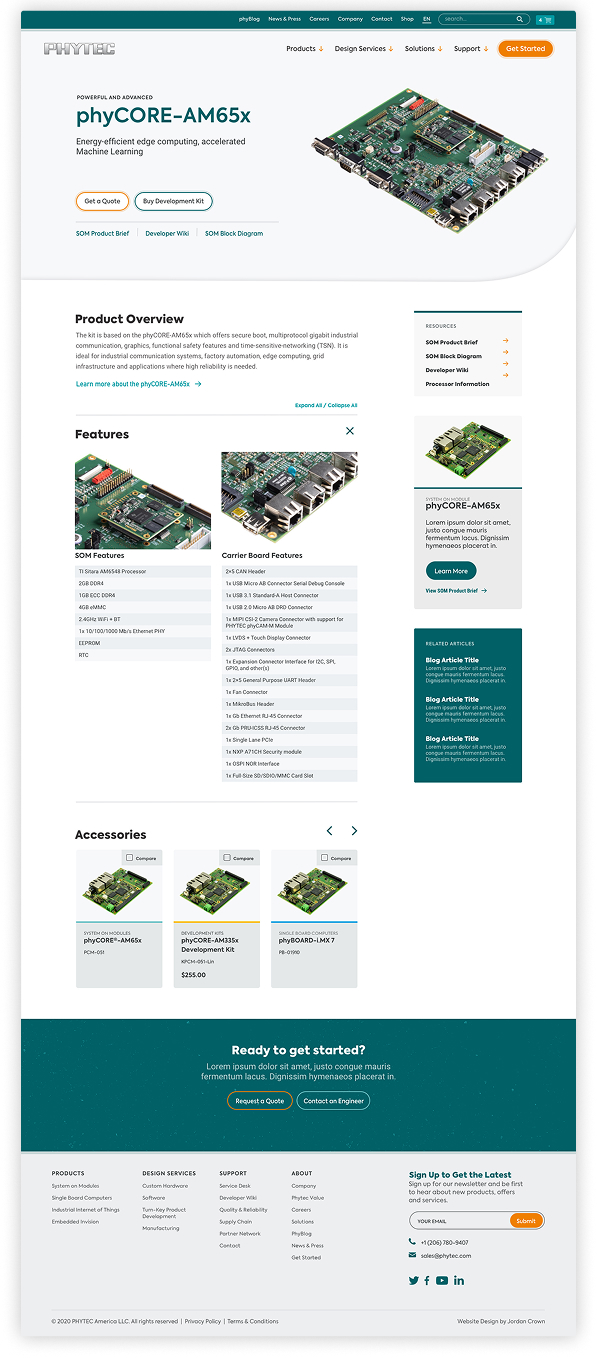 phyBlog News & Press Careers Company Contact Shop EN search... 4
PHYTEC
Products Design Services Solutions Support Get Started
POWERFUL AND ADVANCED
phyCORE-AM65x
Energy-efficient edge computing, accelerated
Machine Learning
Get a Quote Buy Development Kit
SOM Product Brief Developer Wiki SOM Block Diagram
Product Overview
The kit is based on the phyCORE-AM65x which offers secure boot, multiprotocol gigabit industrial
communication, graphics, functional safety features and time-sensitive-networking (TSN). It is
ideal for industrial communication systems, factory automation, edge computing, grid
infrastructure and applications where high reliability is needed.
Learn more about the phyCORE-AM65x
Expand All / Collapse All
Features
SOM Features
TI Sitara AM6548 Processor
2GB DDR4
1GB ECC DDR4
4GB eMMC
2.4GHz WiFi + BT
1x 10/100/1000 Mb/s Ethernet PHY
EEPROM
RTC
Carrier Board Features
2×5 CAN Header
1x USB Micro AB Connector Serial Debug Console
1x USB 3.1 Standard-A Host Connector
1x USB 2.0 Micro AB DRD Connector
1x MIPI CSI-2 Camera Connector with support for
PHYTEC phyCAM-M Module
1x LVDS + Touch Display Connector
2x JTAG Connectors
1x Expansion Connector Interface for I2C, SPI,
GPIO, and other(s)
1x 2×5 General Purpose UART Header
1x Fan Connector
1x MikroBus Header
1x Gb Ethernet RJ-45 Connector
2x Gb PRU-ICSS RJ-45 Connector
1x Single Lane PCIe
1x NXP A71CH Security module
1x OSPI NOR Interface
1x Full-Size SD/SDIO/MMC Card Slot
RESOURCES
SOM Product Brief
SOM Block Diagram
Developer Wiki
Processor Information
SYSTEM ON MODULE
phyCORE-AM65x
Lorem ipsum dolor sit amet,
justo congue mauris
fermentum lacus. Dignissim
hymenaeos placerat in.
Learn More
View SOM Product Brief
RELATED ARTICLES
Blog Article Title
Lorem ipsum dolor sit amet, justo
congue mauris fermentum lacus.
Dignissim hymenaeos placerat in.
Blog Article Title
Lorem ipsum dolor sit amet, justo
congue mauris fermentum lacus.
Dignissim hymenaeos placerat in.
Blog Article Title
Lorem ipsum dolor sit amet, justo
congue mauris fermentum lacus.
Dignissim hymenaeos placerat in.
Accessories
Compare
SYSTEM ON MODULES
phyCORE®-AM65x
PCM-051
Compare
DEVELOPMENT KITS
phyCORE-AM335x
Development Kit
KPCM-051-Lin
$255.00
Compare
SINGLE BOARD COMPUTERS
phyBOARD-i.MX 7
PB-01910
Ready to get started?
Lorem ipsum dolor sit amet, justo congue mauris
fermentum lacus. Dignissim hymenaeos placerat in.
Request a Quote Contact an Engineer
PRODUCTS
System on Modules
Single Board Computers
Industrial Internet of Things
Embedded Invision
DESIGN SERVICES
Custom Hardware
Software
Turn-Key Product
Development
Manufacturing
SUPPORT
Service Desk
Developer Wiki
Quality & Reliability
Supply Chain
Partner Network
Contact
ABOUT
Company
Phytec Value
Careers
Solutions
PhyBlog
News & Press
Get Started
Sign Up to Get the Latest
Sign up for our newsletter and be first
to hear about new products, offers
and services.
YOUR EMAIL Submit
+1 (206) 780-9407
sales@phytec.com
© 2020 PHYTEC America LLC. All rights reserved | Privacy Policy | Terms & Conditions
Website Design by Jordan Crown